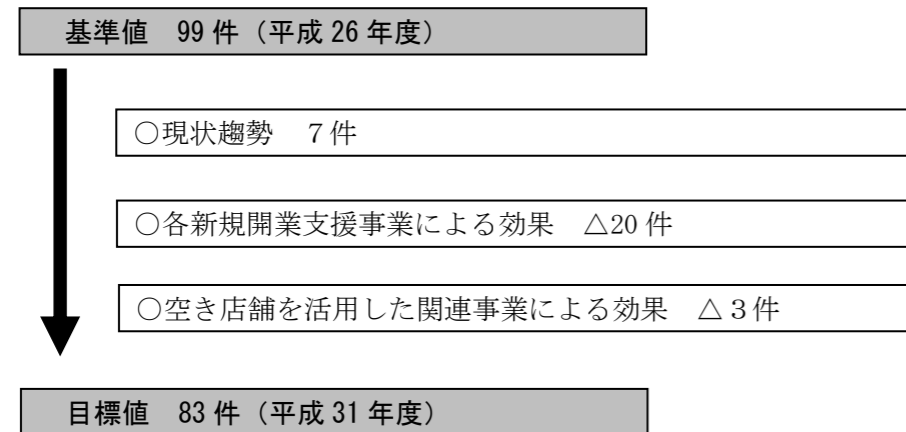 基準値　99 件（平成 26 年度）
○現状趨勢　７件
○各新規開業支援事業による効果　△20 件
○空き店舗を活用した関連事業による効果　△３件
目標値　83 件（平成 31 年度）